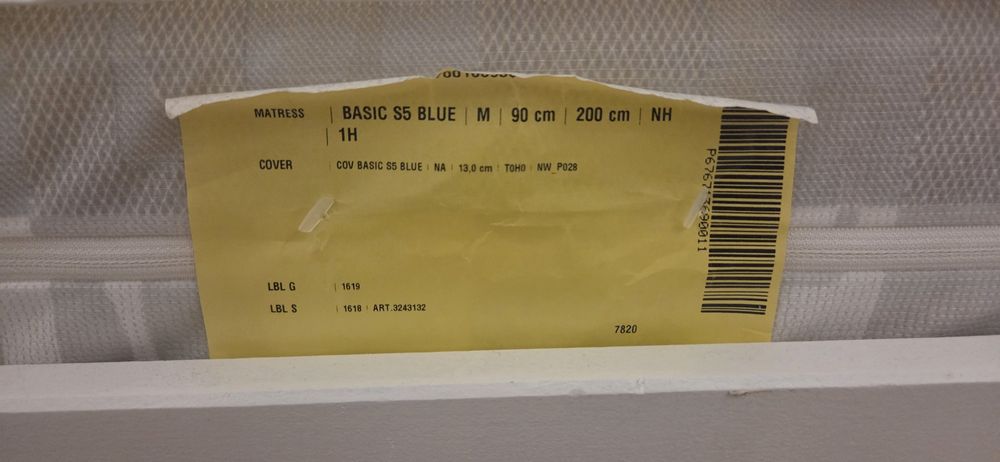 MATRESS | BASIC S5 BLUE | M | 90 cm | 200 cm | NH
| 1H
COVER | COV BASIC S5 BLUE | NA | 13,0 cm | TOHO | NW_P028
LBL G | 1619
LBL S | 1618 | ART.3243132
7820